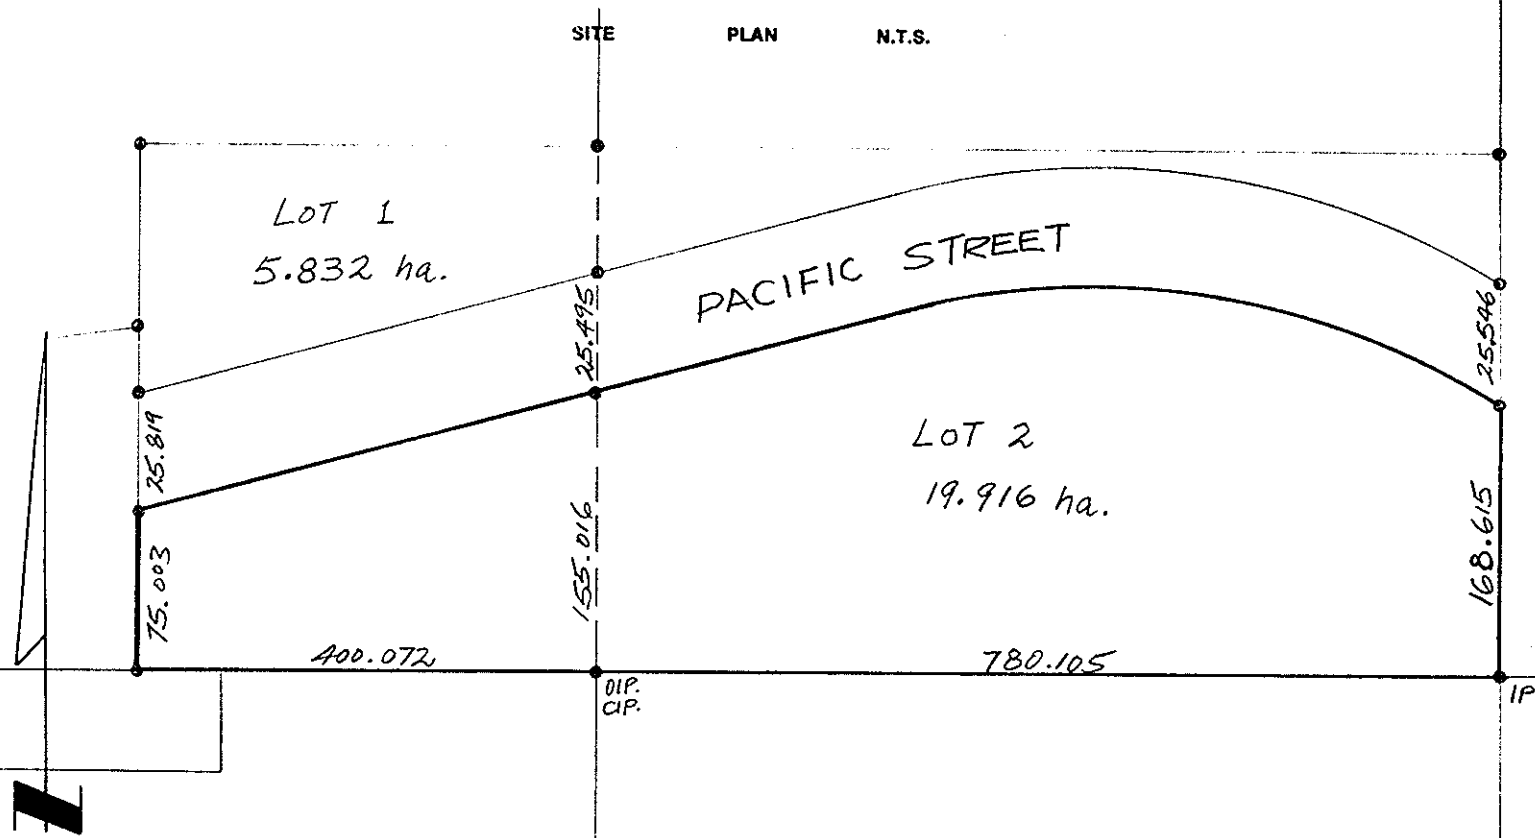 SITE PLAN N.T.S.
LOT 1
5.832 ha.
PACIFIC STREET
25.495
25.546
25.819
LOT 2
19.916 ha.
75.003
155.016
168.615
400.072
780.105
OIP.
CIP.
IP
N